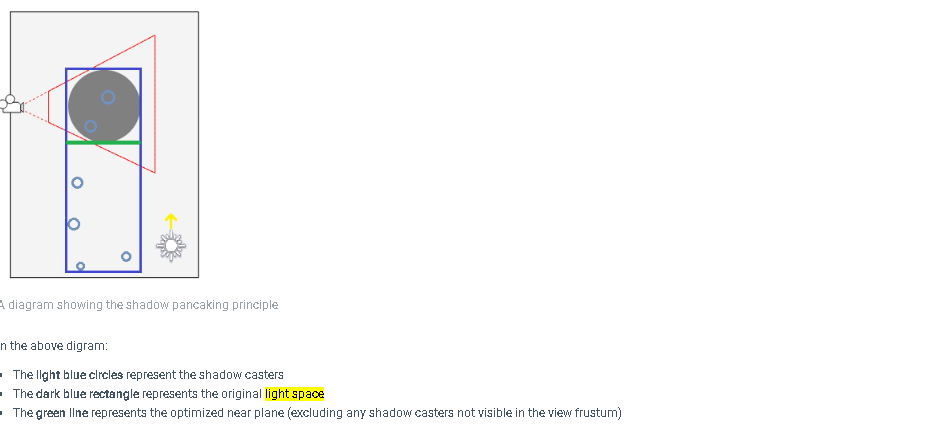 A diagram showing the shadow pancaking principle
n the above digram:
The light blue circles represent the shadow casters
The dark blue rectangle represents the original light space
The green line represents the optimized near plane (excluding any shadow casters not visible in the view frustum)